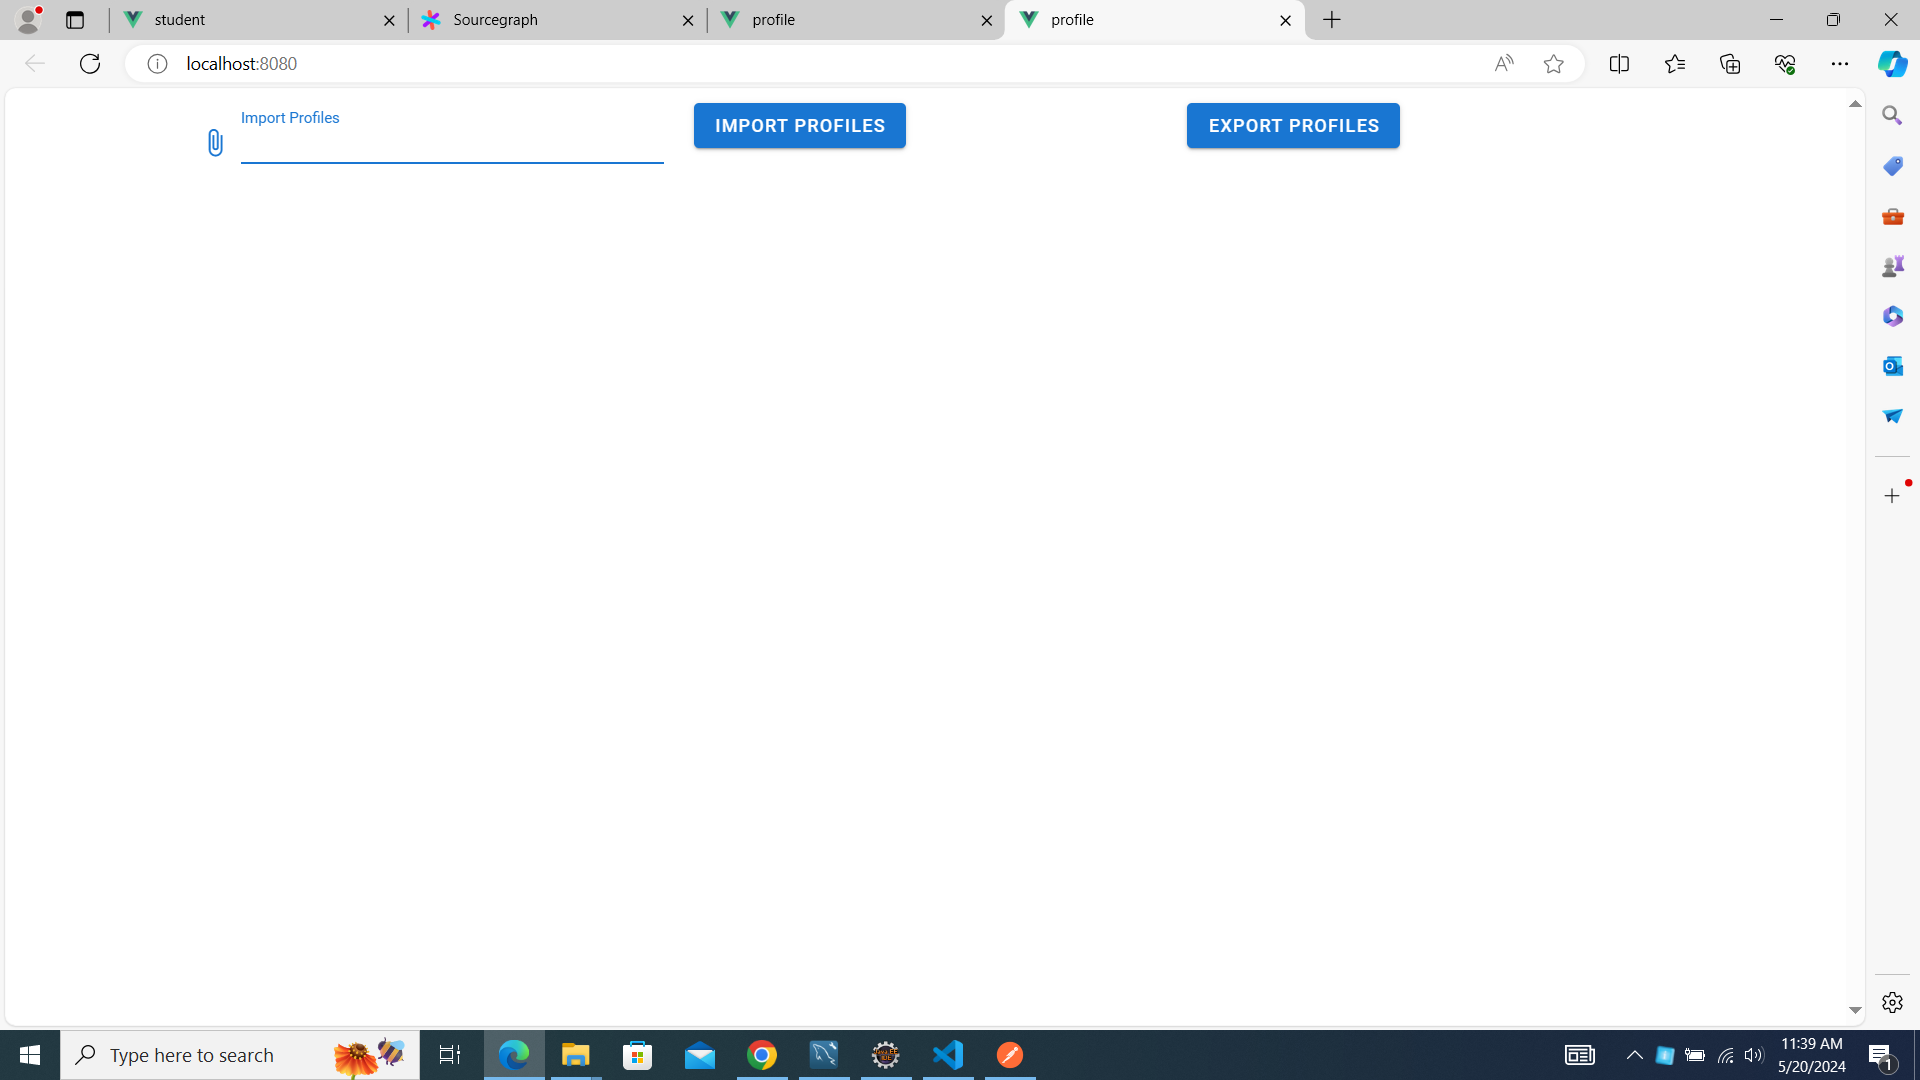 student
Sourcegraph
profile
profile
localhost:8080
Import Profiles
IMPORT PROFILES
EXPORT PROFILES
Type here to search
11:39 AM
5/20/2024
1